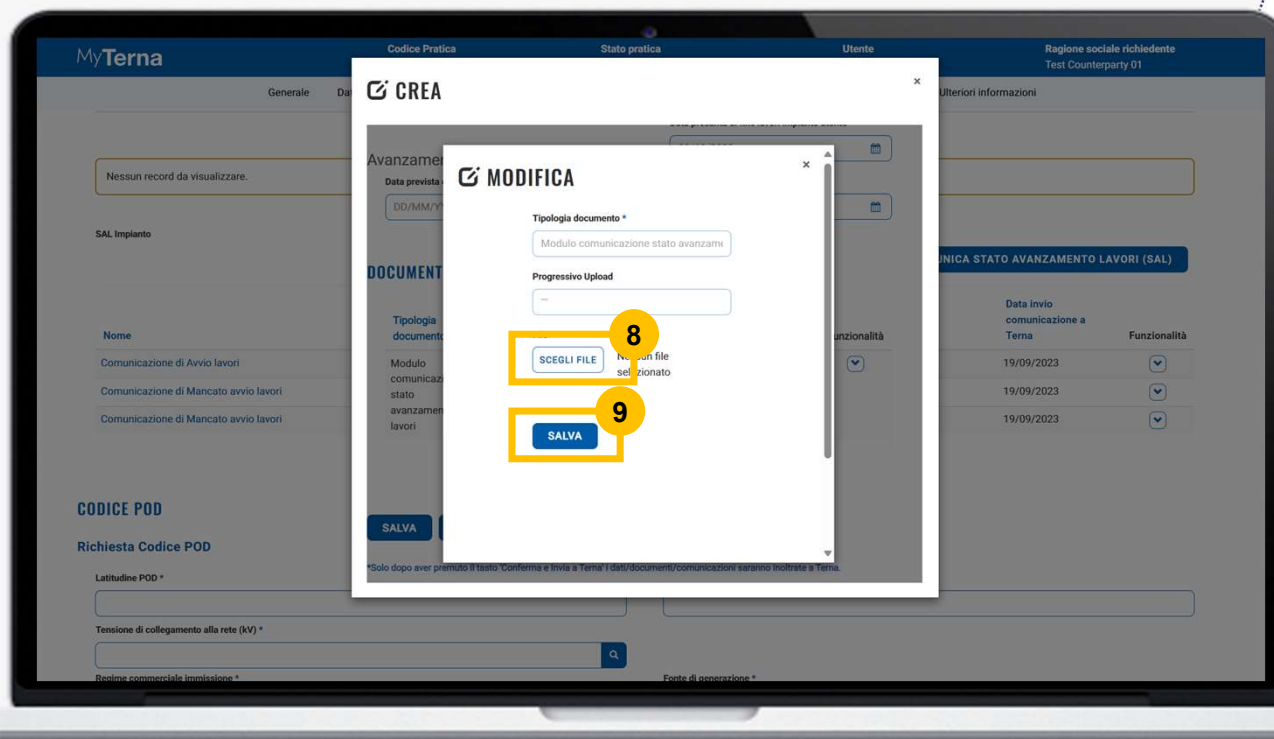 MyTerna
Codice Pratica
Stato pratica
Utente
Ragione sociale richiedente
Test Counterparty 01
Generale
Ulteriori informazioni
CREA
×
Nessun record da visualizzare.
SAL Impianto
Data prevista
DD/MM/
MODIFICA
×
Tipologia documento *
Modulo comunicazione stato avanzame
Progressivo Upload
8
SCEGLI FILE
file
selezionato
9
SALVA
DOCUMENT
Tipologia
document
Modulo
comunicaz
stato
avanzamen
lavori
unzionalità
UNICA STATO AVANZAMENTO LAVORI (SAL)
Nome
Data invio
comunicazione a
Terna
Funzionalità
Comunicazione di Avvio lavori
19/09/2023
Comunicazione di Mancato avvio lavori
19/09/2023
Comunicazione di Mancato avvio lavori
19/09/2023
SALVA
*Solo dopo aver premuto il tasto 'Conferma e Invia a Terna' i dati/documenti/comunicazioni saranno inoltrate a Terna.
CODICE POD
Richiesta Codice POD
Latitudine POD *
Tensione di collegamento alla rete (kV) *
Regime commerciale immissione *
Fonte di generazione *